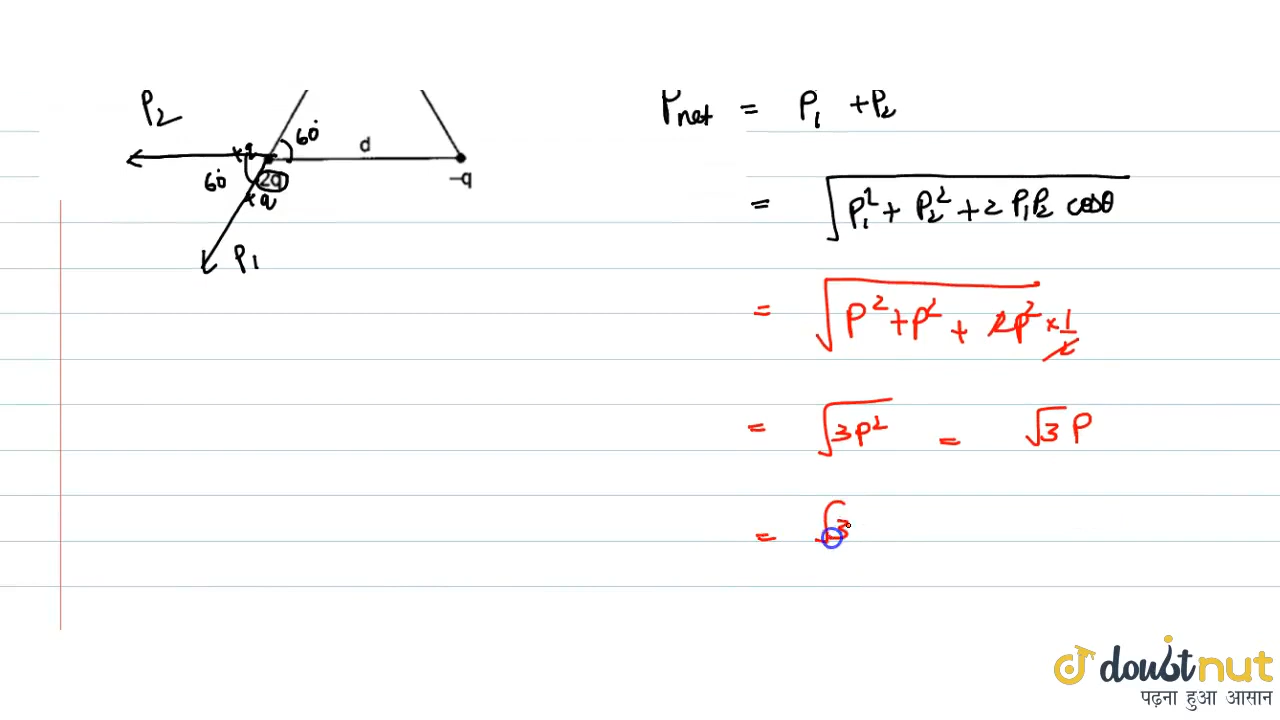 P₂
60°
d
q
60°
2q
-q
q
P₁
Pnet = P₁ + P₂
= √(P₁² + P₂² + 2 P₁P₂ cosθ)
= √(P² + P² + 2P² × 1/2)
= √(3P²) = √3 P
= √3
doubtnut
पढ़ना हुआ आसान